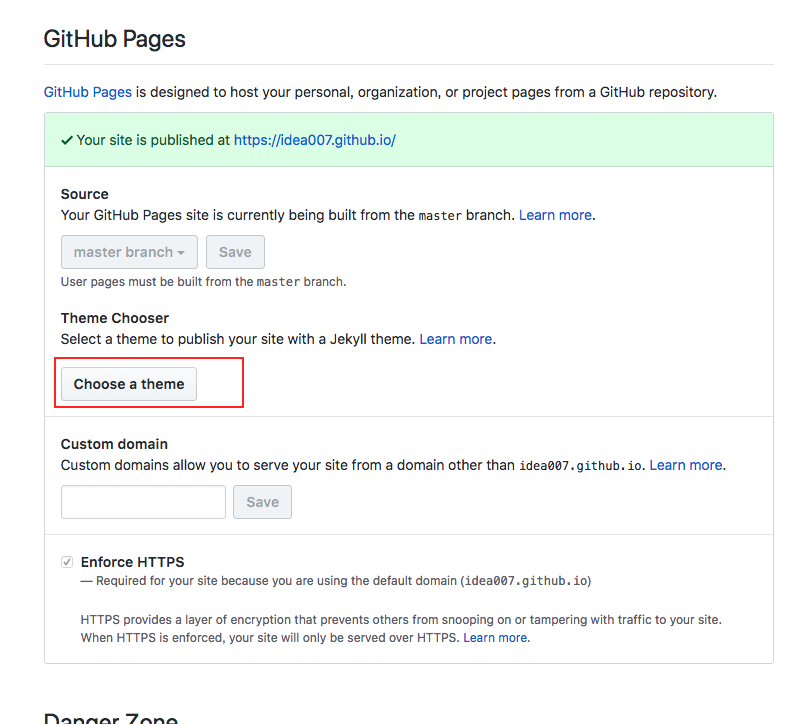 GitHub Pages
GitHub Pages is designed to host your personal, organization, or project pages from a GitHub repository.
✓ Your site is published at https://idea007.github.io/
Source
Your GitHub Pages site is currently being built from the master branch. Learn more.
master branch Save
User pages must be built from the master branch.
Theme Chooser
Select a theme to publish your site with a Jekyll theme. Learn more.
Choose a theme
Custom domain
Custom domains allow you to serve your site from a domain other than idea007.github.io. Learn more.
Save
Enforce HTTPS
— Required for your site because you are using the default domain (idea007.github.io)
HTTPS provides a layer of encryption that prevents others from snooping on or tampering with traffic to your site.
When HTTPS is enforced, your site will only be served over HTTPS. Learn more.
Danger Zone